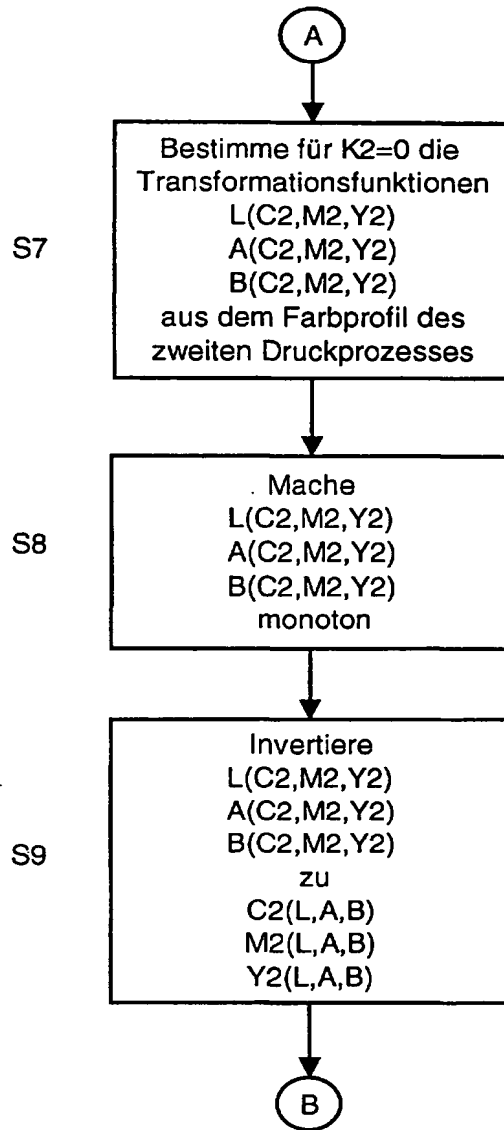 A
S7
Bestimme für K2=0 die
Transformationsfunktionen
L(C2,M2,Y2)
A(C2,M2,Y2)
B(C2,M2,Y2)
aus dem Farbprofil des
zweiten Druckprozesses
S8
Mache
L(C2,M2,Y2)
A(C2,M2,Y2)
B(C2,M2,Y2)
monoton
S9
Invertiere
L(C2,M2,Y2)
A(C2,M2,Y2)
B(C2,M2,Y2)
zu
C2(L,A,B)
M2(L,A,B)
Y2(L,A,B)
B